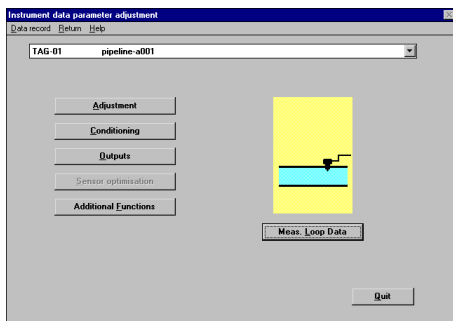 Instrument data parameter adjustment
Data record Return Help
TAG-01 pipeline-a001
Adjustment
Conditioning
Outputs
Sensor optimisation
Additional Functions
Meas. Loop Data
Quit